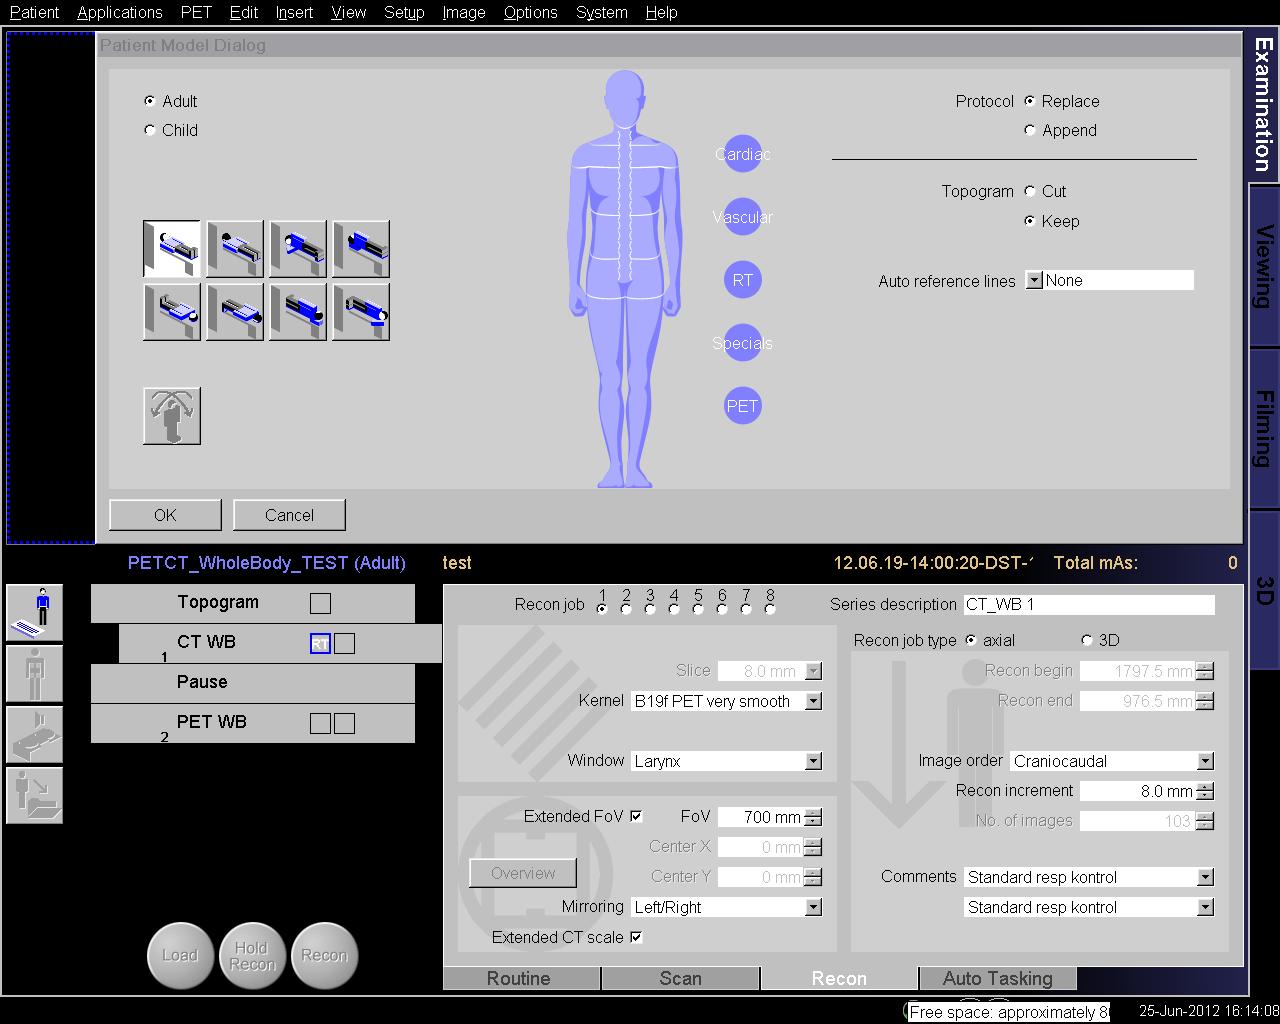 Patient Applications PET Edit Insert View Setup Image Options System Help
Patient Model Dialog
Adult
Child
Cardiac
Vascular
RT
Specials
PET
Protocol Replace
Append
Topogram Cut
Keep
Auto reference lines None
OK Cancel
Examination
Viewing
Filming
3D
PETCT_WholeBody_TEST (Adult) test 12.06.19-14:00:20-DST- Total mAs: 0
Topogram
1 CT WB RT
Pause
2 PET WB
Load
Hold Recon
Recon
Recon job 1 2 3 4 5 6 7 8
Series description CT_WB 1
Slice 8.0 mm
Kernel B19f PET very smooth
Window Larynx
Extended FoV FoV 700 mm
Center X 0 mm
Overview Center Y 0 mm
Mirroring Left/Right
Extended CT scale
Recon job type axial 3D
Recon begin 1797.5 mm
Recon end 976.5 mm
Image order Craniocaudal
Recon increment 8.0 mm
No. of images 103
Comments Standard resp kontrol
Standard resp kontrol
Routine Scan Recon Auto Tasking
Free space: approximately 25-Jun-2012 16:14:08